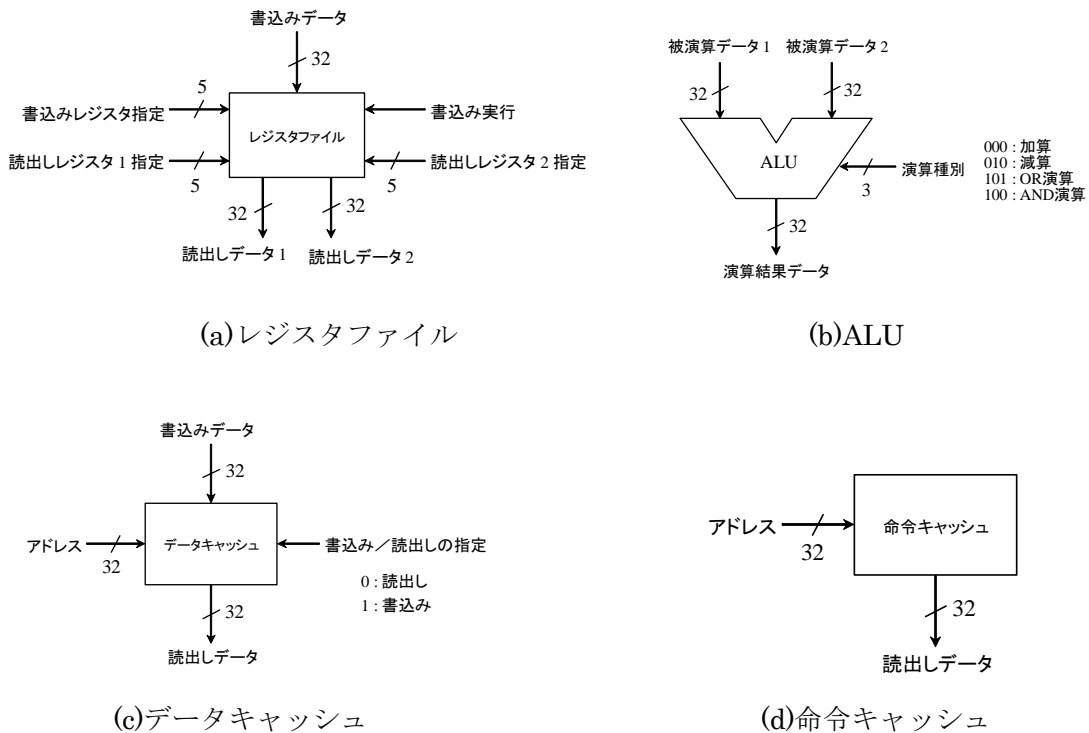 書込みデータ
32
5
書込みレジスタ指定
書込み実行
レジスタファイル
読出しレジスタ 1 指定
読出しレジスタ 2 指定
5
5
32
32
読出しデータ 1
読出しデータ 2
(a)レジスタファイル
被演算データ 1
被演算データ 2
32
32
ALU
演算種別
3
000 : 加算
010 : 減算
101 : OR演算
100 : AND演算
32
演算結果データ
(b)ALU
書込みデータ
32
アドレス
32
データキャッシュ
書込み／読出しの指定
0 : 読出し
1 : 書込み
32
読出しデータ
(c)データキャッシュ
アドレス
32
命令キャッシュ
32
読出しデータ
(d)命令キャッシュ